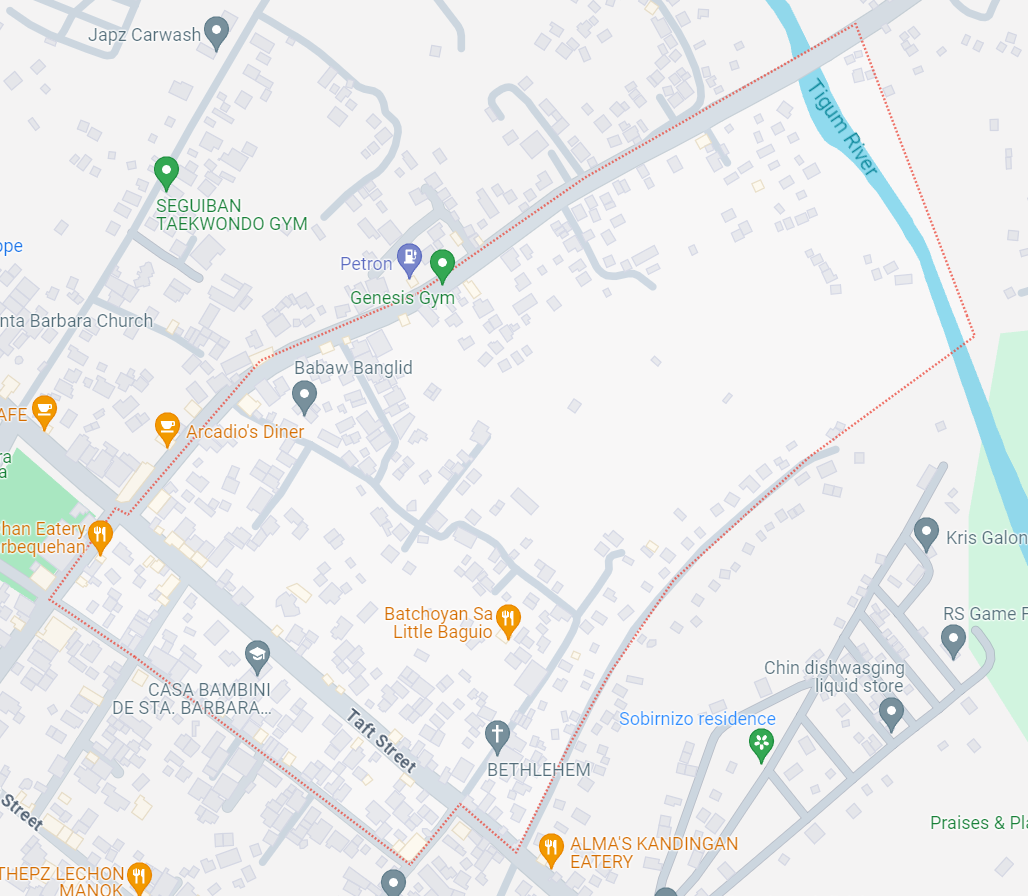 Japz Carwash
Tigum River
SEGUIBAN
TAEKWONDO GYM
ope
Petron
Genesis Gym
nta Barbara Church
Babaw Banglid
AFE
Arcadio's Diner
ra
a
han Eatery
rbequehan
Kris Galon
Batchoyan Sa
Little Baguio
RS Game F
Chin dishwasging
liquid store
CASA BAMBINI
DE STA. BARBARA...
Sobirnizo residence
Taft Street
BETHLEHEM
Street
Praises & Pla
ALMA'S KANDINGAN
EATERY
THEPZ LECHON
MANOK